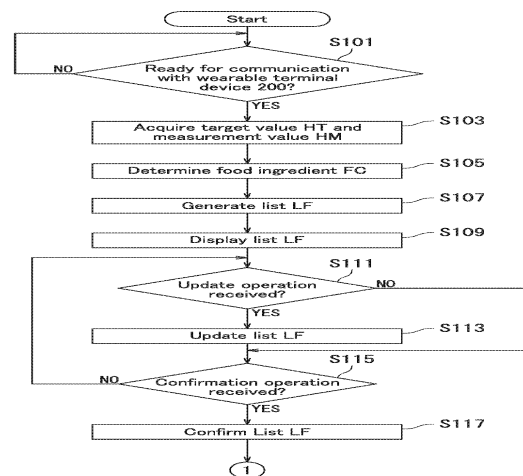 Start
S101
Ready for communication
with wearable terminal
device 200?
NO
YES
S103
Acquire target value HT and
measurement value HM
S105
Determine food ingredient FC
S107
Generate list LF
S109
Display list LF
S111
Update operation
received?
NO
YES
S113
Update list LF
S115
Confirmation operation
received?
NO
YES
S117
Confirm List LF
1